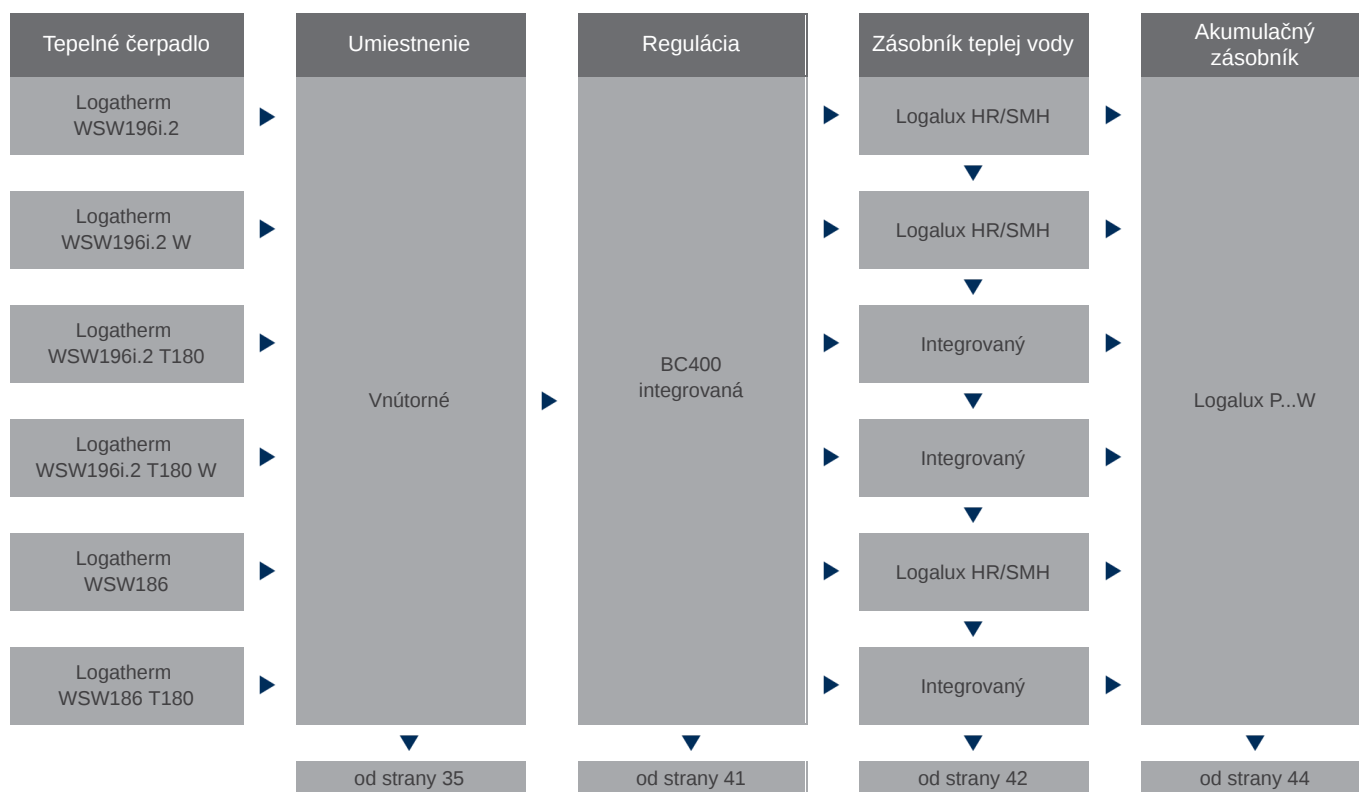 Tepelné čerpadlo
Umiestnenie
Regulácia
Zásobník teplej vody
Akumulačný
zásobník
Logatherm
WSW196i.2
Logalux HR/SMH
Logatherm
WSW196i.2 W
Logalux HR/SMH
Logatherm
WSW196i.2 T180
Integrovaný
Vnútorné
BC400
integrovaná
Logalux P...W
Logatherm
WSW196i.2 T180 W
Integrovaný
Logatherm
WSW186
Logalux HR/SMH
Logatherm
WSW186 T180
Integrovaný
od strany 35
od strany 41
od strany 42
od strany 44